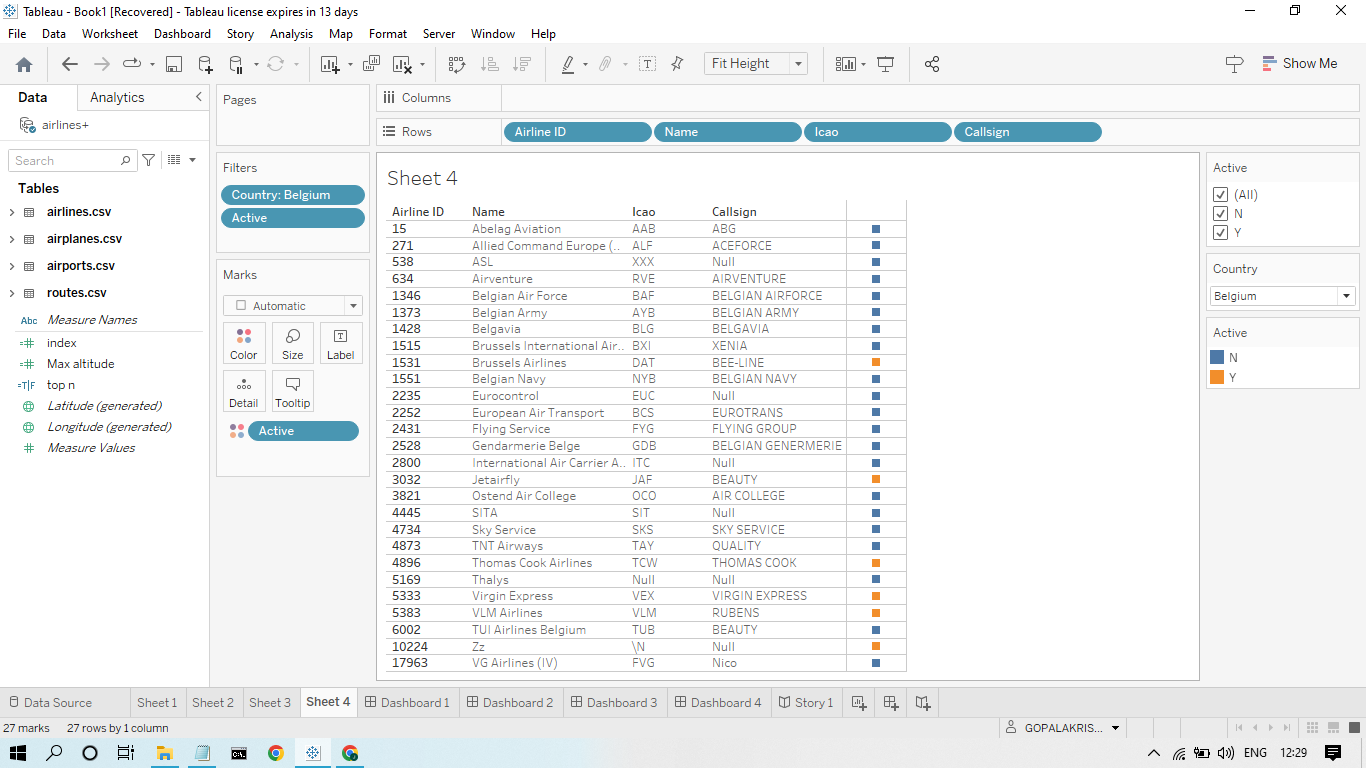 Tableau - Book1 [Recovered] - Tableau license expires in 13 days
File Data Worksheet Dashboard Story Analysis Map Format Server Window Help
Fit Height
Show Me
Data Analytics
airlines+
Search
Tables
airlines.csv
airplanes.csv
airports.csv
routes.csv
Abc Measure Names
index
Max altitude
T|F top n
Latitude (generated)
Longitude (generated)
Measure Values
Pages
Filters
Country: Belgium
Active
Marks
Automatic
Color Size Label
Detail Tooltip
Active
Columns
Rows Airline ID Name Icao Callsign
Sheet 4
Airline ID Name Icao Callsign
15 Abelag Aviation AAB ABG
271 Allied Command Europe (.. ALF ACEFORCE
538 ASL XXX Null
634 Airventure RVE AIRVENTURE
1346 Belgian Air Force BAF BELGIAN AIRFORCE
1373 Belgian Army AYB BELGIAN ARMY
1428 Belgavia BLG BELGAVIA
1515 Brussels International Air.. BXI XENIA
1531 Brussels Airlines DAT BEE-LINE
1551 Belgian Navy NYB BELGIAN NAVY
2235 Eurocontrol EUC Null
2252 European Air Transport BCS EUROTRANS
2431 Flying Service FYG FLYING GROUP
2528 Gendarmerie Belge GDB BELGIAN GENERMERIE
2800 International Air Carrier A.. ITC Null
3032 Jetairfly JAF BEAUTY
3821 Ostend Air College OCO AIR COLLEGE
4445 SITA SIT Null
4734 Sky Service SKS SKY SERVICE
4873 TNT Airways TAY QUALITY
4896 Thomas Cook Airlines TCW THOMAS COOK
5169 Thalys Null Null
5333 Virgin Express VEX VIRGIN EXPRESS
5383 VLM Airlines VLM RUBENS
6002 TUI Airlines Belgium TUB BEAUTY
10224 Zz \N Null
17963 VG Airlines (IV) FVG Nico
Active
(All)
N
Y
Country
Belgium
Active
N
Y
Data Source Sheet 1 Sheet 2 Sheet 3 Sheet 4 Dashboard 1 Dashboard 2 Dashboard 3 Dashboard 4 Story 1
27 marks 27 rows by 1 column GOPALAKRIS...
ENG 12:29